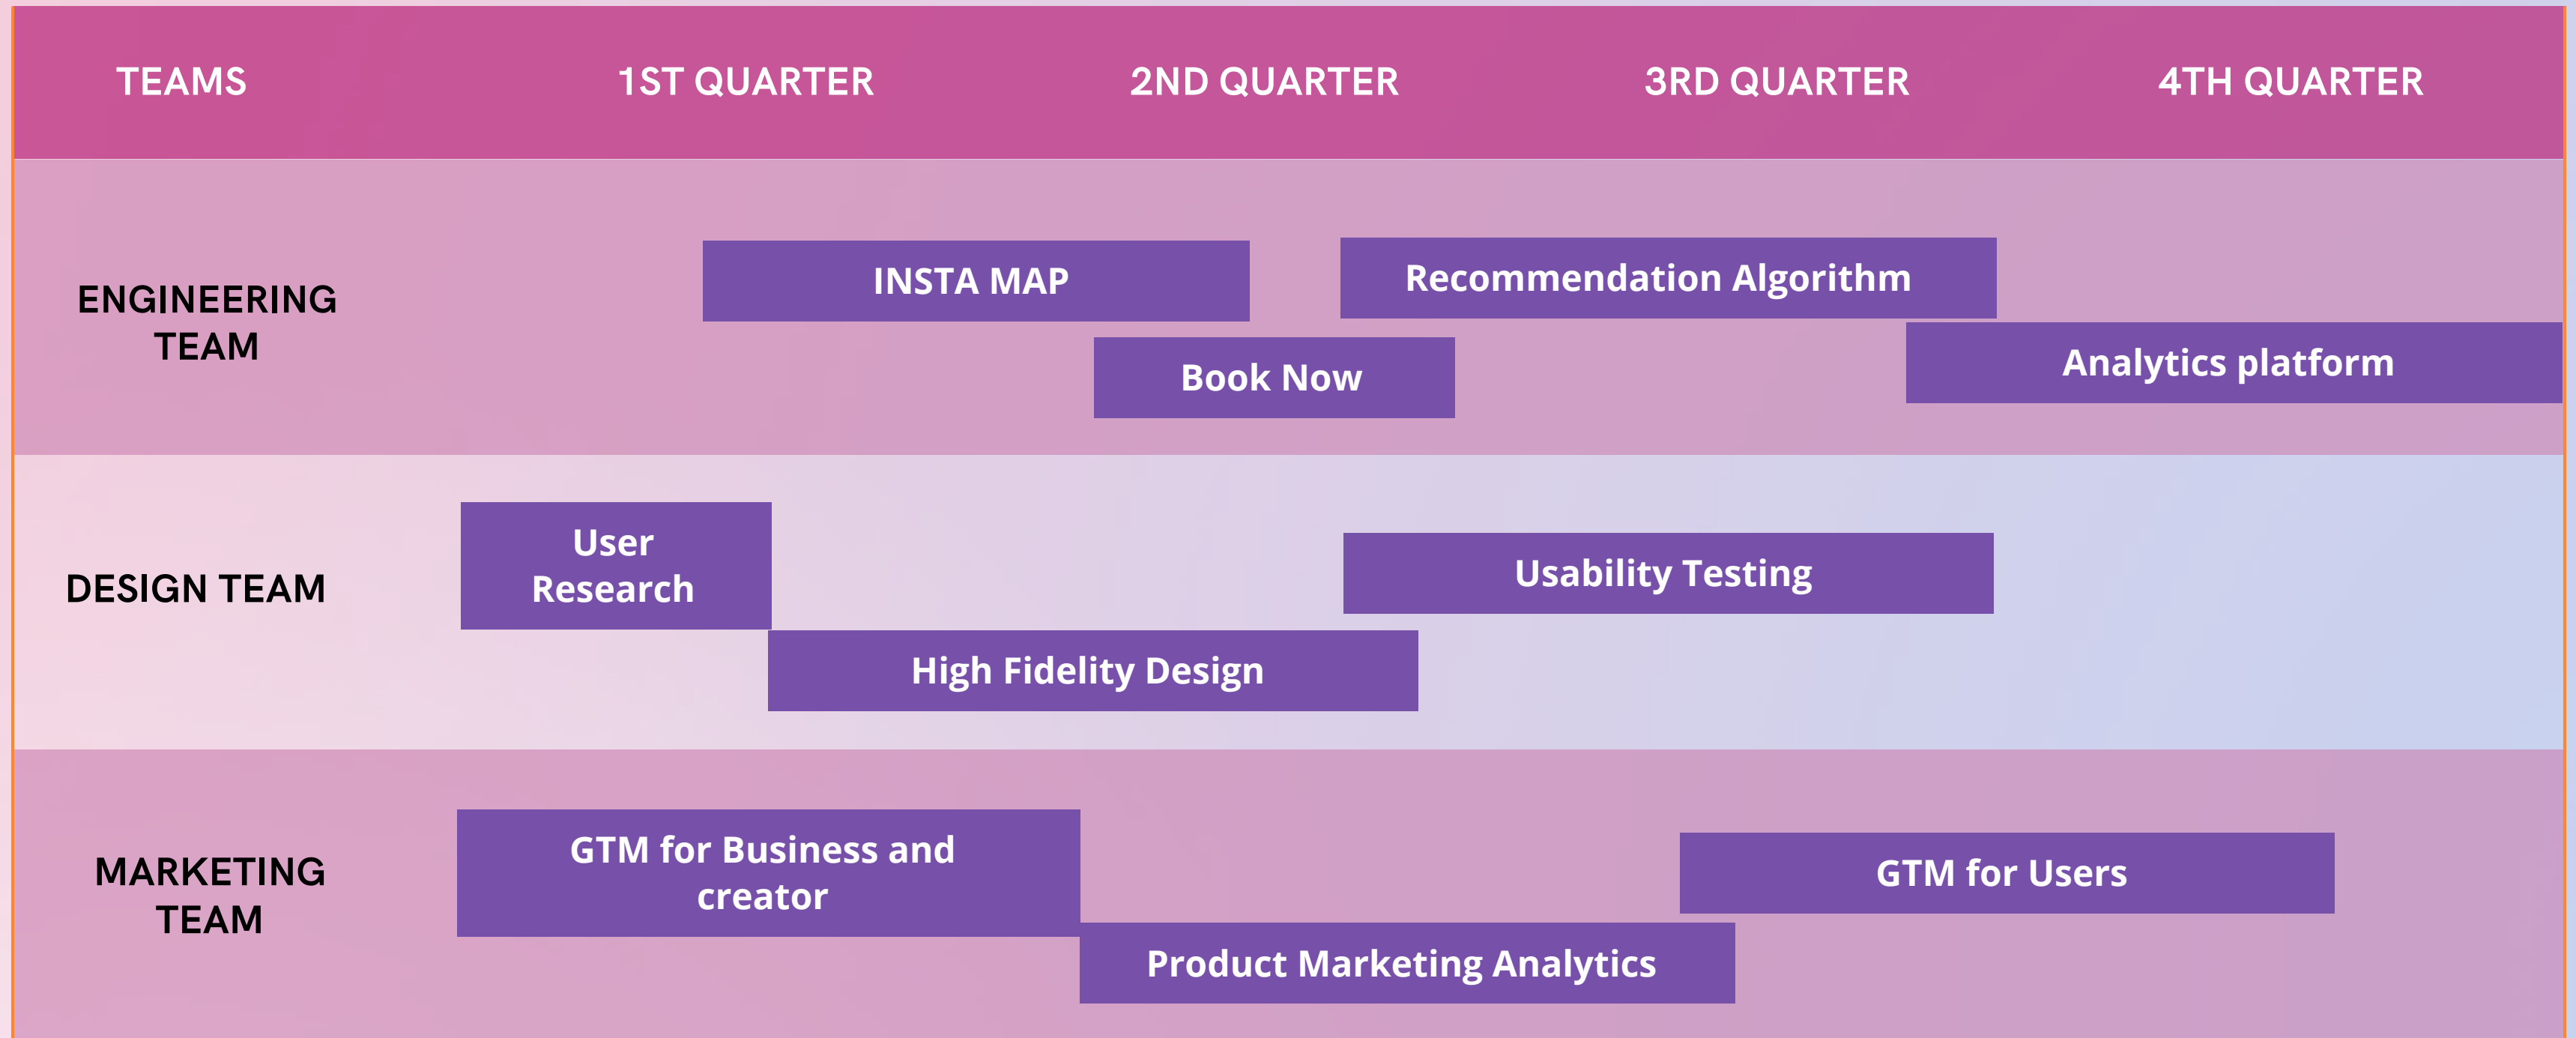 TEAMS
1ST QUARTER
2ND QUARTER
3RD QUARTER
4TH QUARTER
ENGINEERING
TEAM
INSTA MAP
Recommendation Algorithm
Book Now
Analytics platform
DESIGN TEAM
User
Research
Usability Testing
High Fidelity Design
MARKETING
TEAM
GTM for Business and
creator
GTM for Users
Product Marketing Analytics